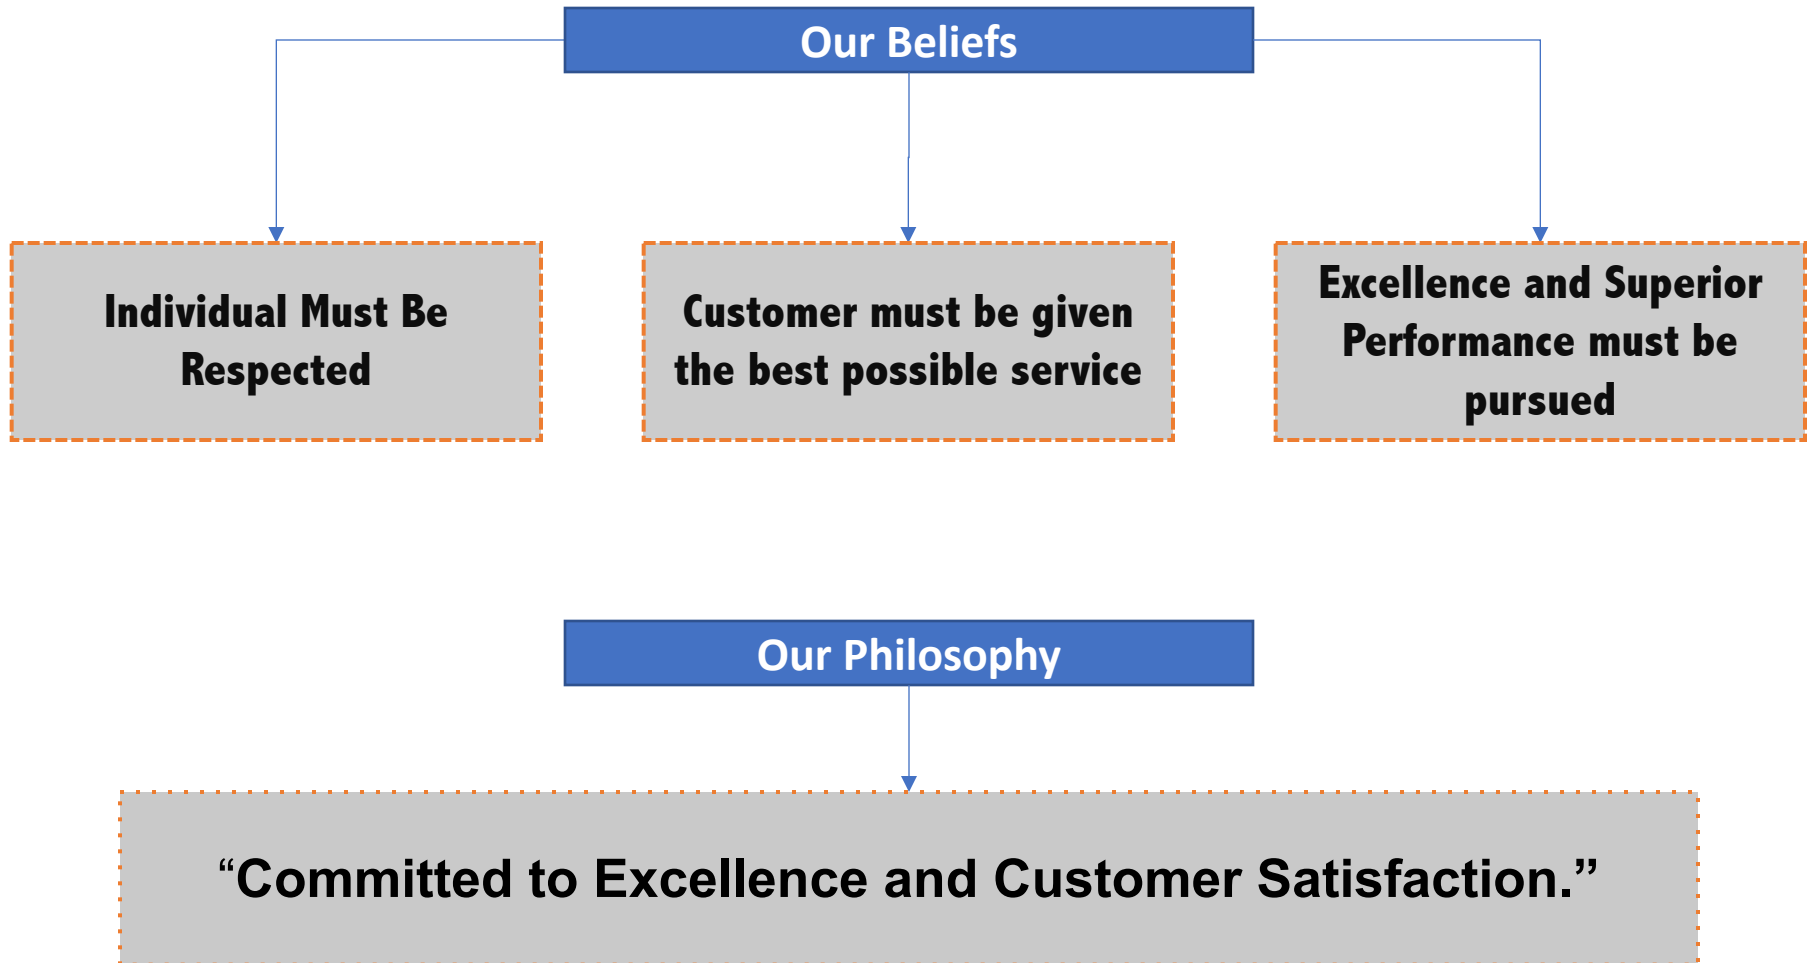 Our Beliefs
Individual Must Be
Respected
Customer must be given
the best possible service
Excellence and Superior
Performance must be
pursued
Our Philosophy
“Committed to Excellence and Customer Satisfaction.”